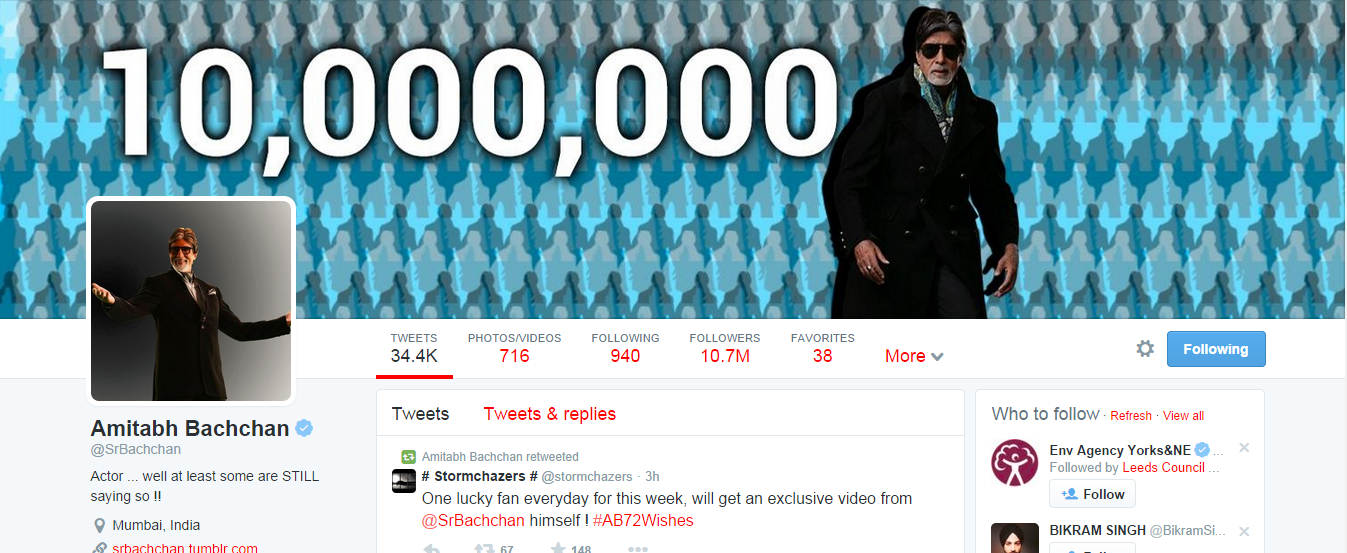 10,000,000
TWEETS
34.4K
PHOTOS/VIDEOS
716
FOLLOWING
940
FOLLOWERS
10.7M
FAVORITES
38
More
Following
Amitabh Bachchan
@SrBachchan
Actor ... well at least some are STILL
saying so !!
Mumbai, India
srbachchan.tumblr.com
Tweets
Tweets & replies
Amitabh Bachchan retweeted
# Stormchazers # @stormchazers · 3h
One lucky fan everyday for this week, will get an exclusive video from
@SrBachchan himself ! #AB72Wishes
67
148
Who to follow · Refresh · View all
Env Agency Yorks&NE ...
Followed by Leeds Council ...
Follow
BIKRAM SINGH @BikramSi...
Follow